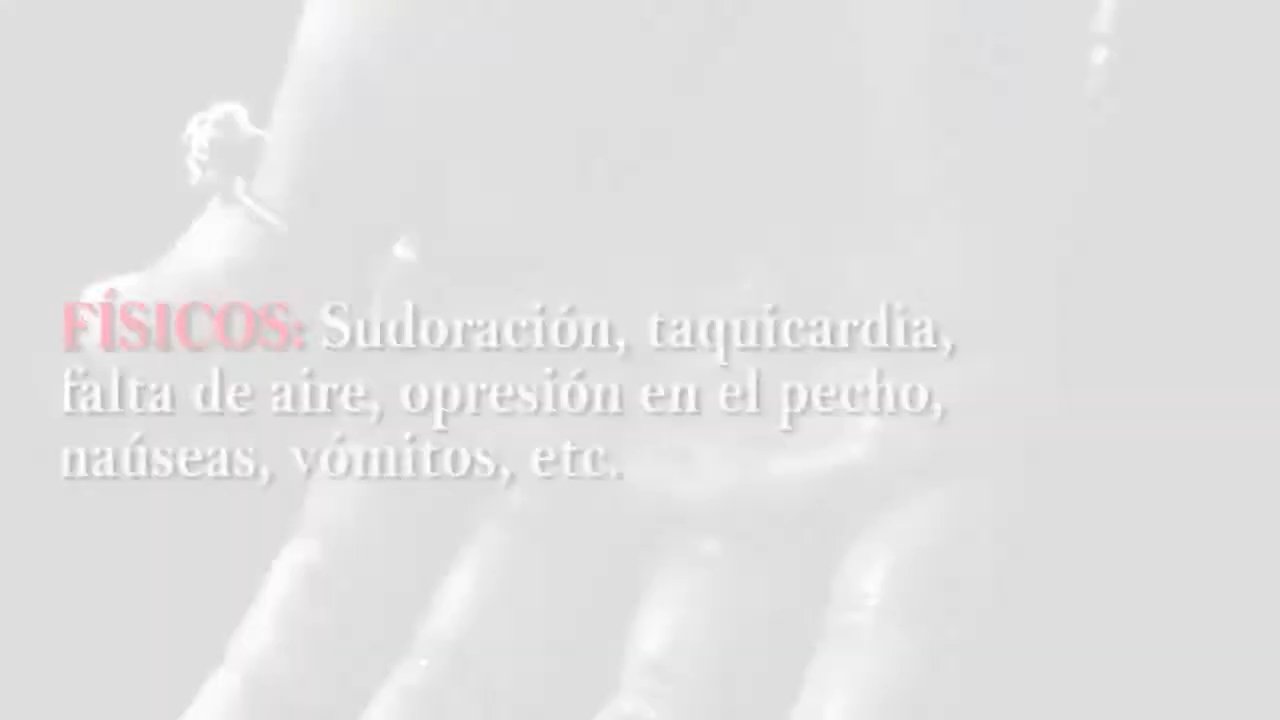 FÍSICOS: Sudoración, taquicardia,
falta de aire, opresión en el pecho,
naúseas, vómitos, etc.